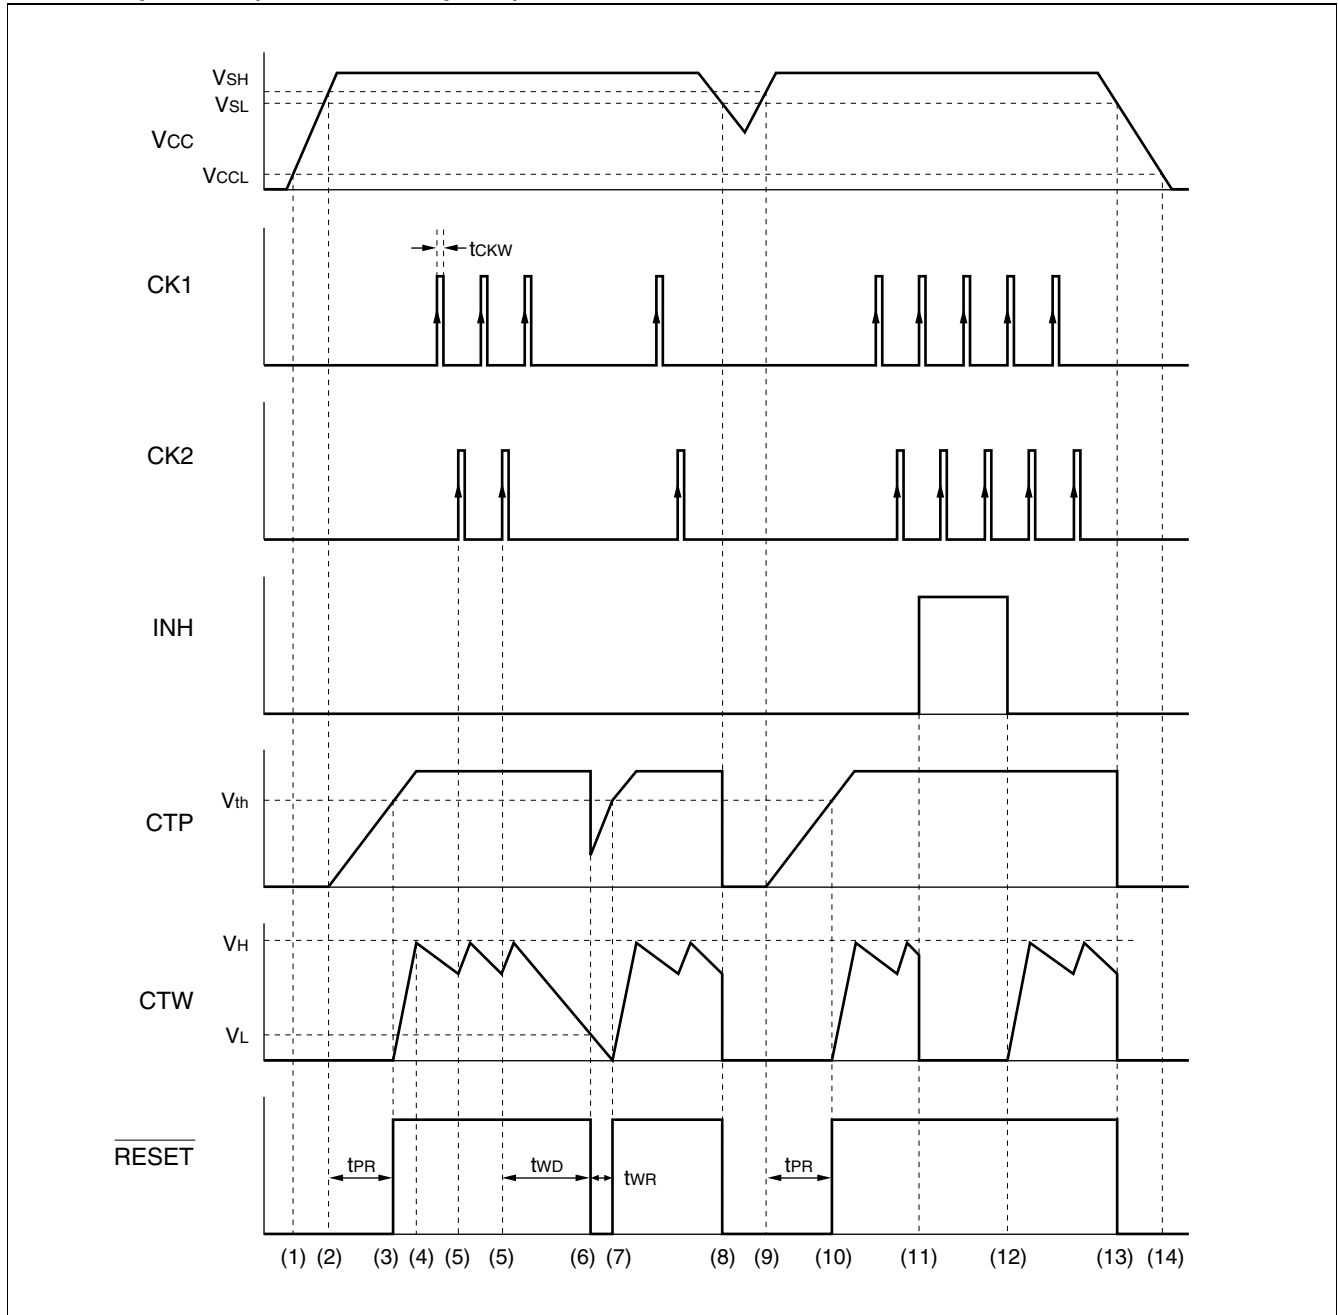 VSH
VSL
VCC
VCCL
tCKW
CK1
CK2
INH
Vth
CTP
VH
CTW
VL
RESET
tPR
tWD
tWR
tPR
(1) (2) (3) (4) (5) (5) (6) (7) (8) (9) (10) (11) (12) (13) (14)